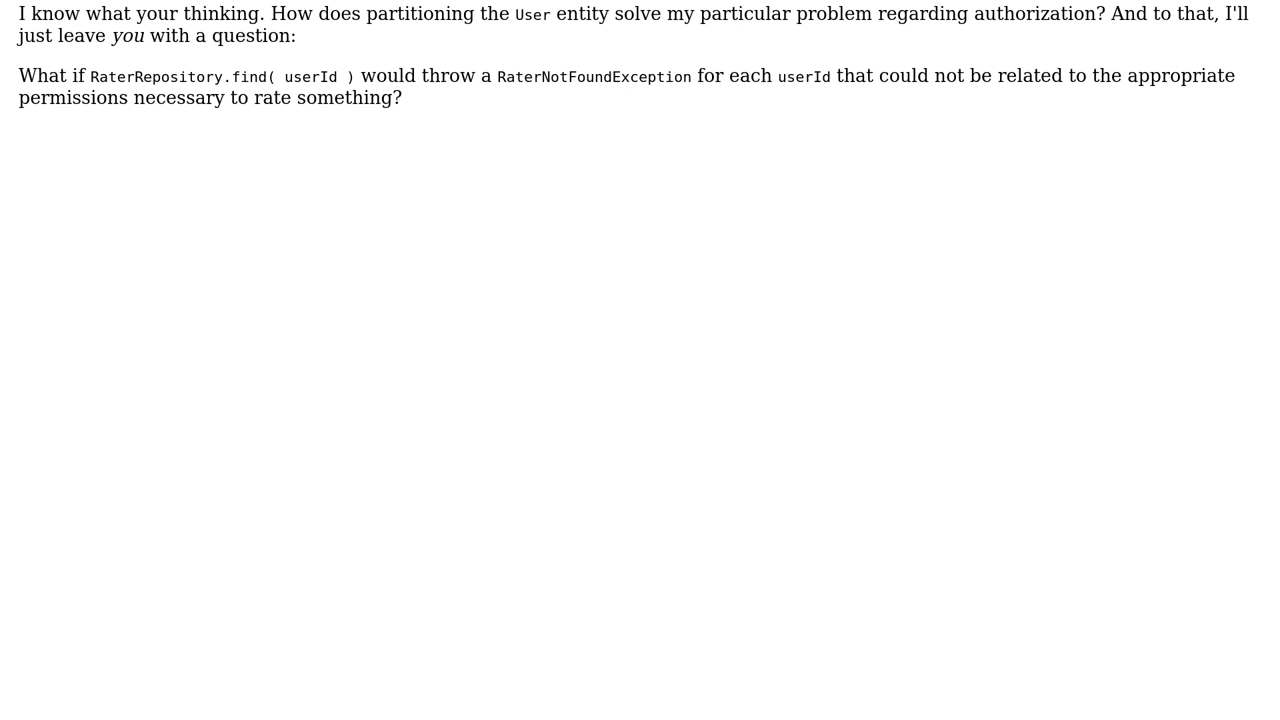 I know what your thinking. How does partitioning the User entity solve my particular problem regarding authorization? And to that, I'll
just leave you with a question:
What if RaterRepository.find( userId ) would throw a RaterNotFoundException for each userId that could not be related to the appropriate
permissions necessary to rate something?